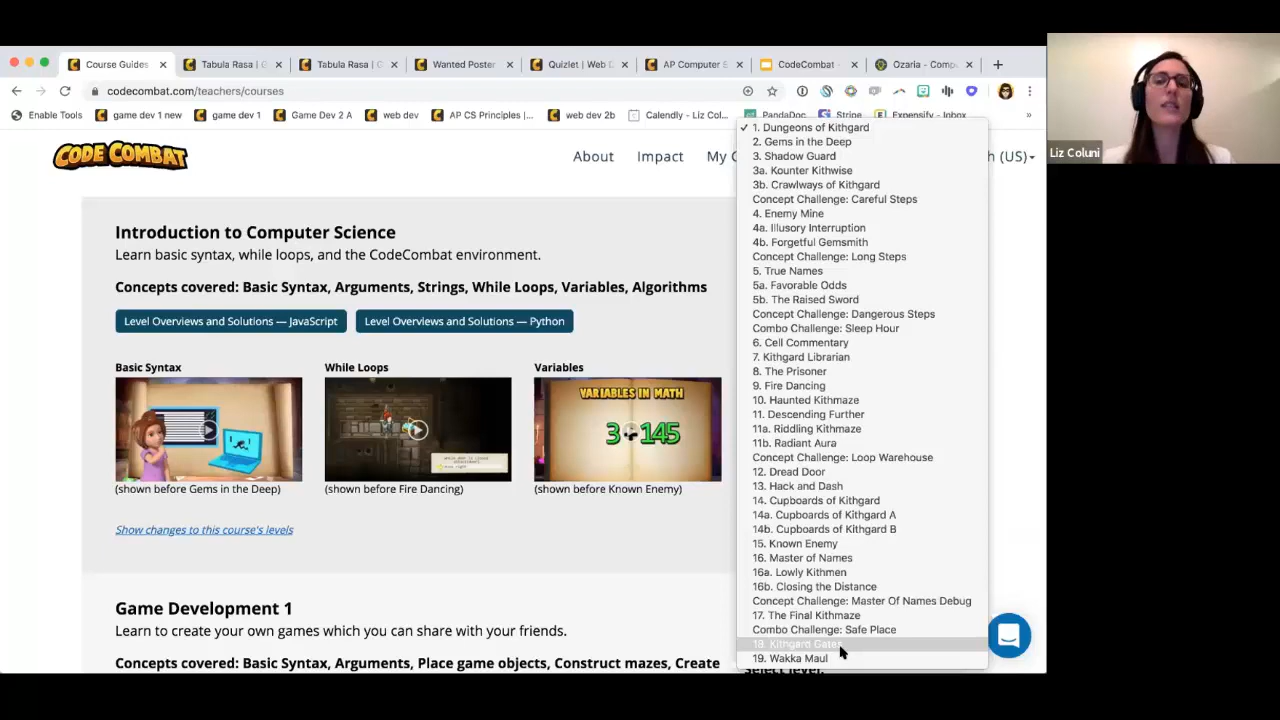 Course Guides
Tabula Rasa | G
Tabula Rasa | G
Wanted Poster
Quizlet | Web D
AP Computer S
CodeCombat -
Ozaria - Comp
codecombat.com/teachers/courses
Enable Tools
game dev 1 new
game dev 1
Game Dev 2 A
web dev
AP CS Principles |...
web dev 2b
Calendly - Liz Col...
PandaDoc
Stripe
Expensify - Inbox
»
CODE COMBAT
About
Impact
My C
h (US)
Liz Coluni
Introduction to Computer Science
Learn basic syntax, while loops, and the CodeCombat environment.
Concepts covered: Basic Syntax, Arguments, Strings, While Loops, Variables, Algorithms
Level Overviews and Solutions — JavaScript
Level Overviews and Solutions — Python
Basic Syntax
While Loops
Variables
VARIABLES IN MATH
3
145
(shown before Gems in the Deep)
(shown before Fire Dancing)
(shown before Known Enemy)
Show changes to this course's levels
Game Development 1
Learn to create your own games which you can share with your friends.
Concepts covered: Basic Syntax, Arguments, Place game objects, Construct mazes, Create
✓ 1. Dungeons of Kithgard
2. Gems in the Deep
3. Shadow Guard
3a. Kounter Kithwise
3b. Crawlways of Kithgard
Concept Challenge: Careful Steps
4. Enemy Mine
4a. Illusory Interruption
4b. Forgetful Gemsmith
Concept Challenge: Long Steps
5. True Names
5a. Favorable Odds
5b. The Raised Sword
Concept Challenge: Dangerous Steps
Combo Challenge: Sleep Hour
6. Cell Commentary
7. Kithgard Librarian
8. The Prisoner
9. Fire Dancing
10. Haunted Kithmaze
11. Descending Further
11a. Riddling Kithmaze
11b. Radiant Aura
Concept Challenge: Loop Warehouse
12. Dread Door
13. Hack and Dash
14. Cupboards of Kithgard
14a. Cupboards of Kithgard A
14b. Cupboards of Kithgard B
15. Known Enemy
16. Master of Names
16a. Lowly Kithmen
16b. Closing the Distance
Concept Challenge: Master Of Names Debug
17. The Final Kithmaze
Combo Challenge: Safe Place
18. Kithgard Gates
19. Wakka Maul
Select level: